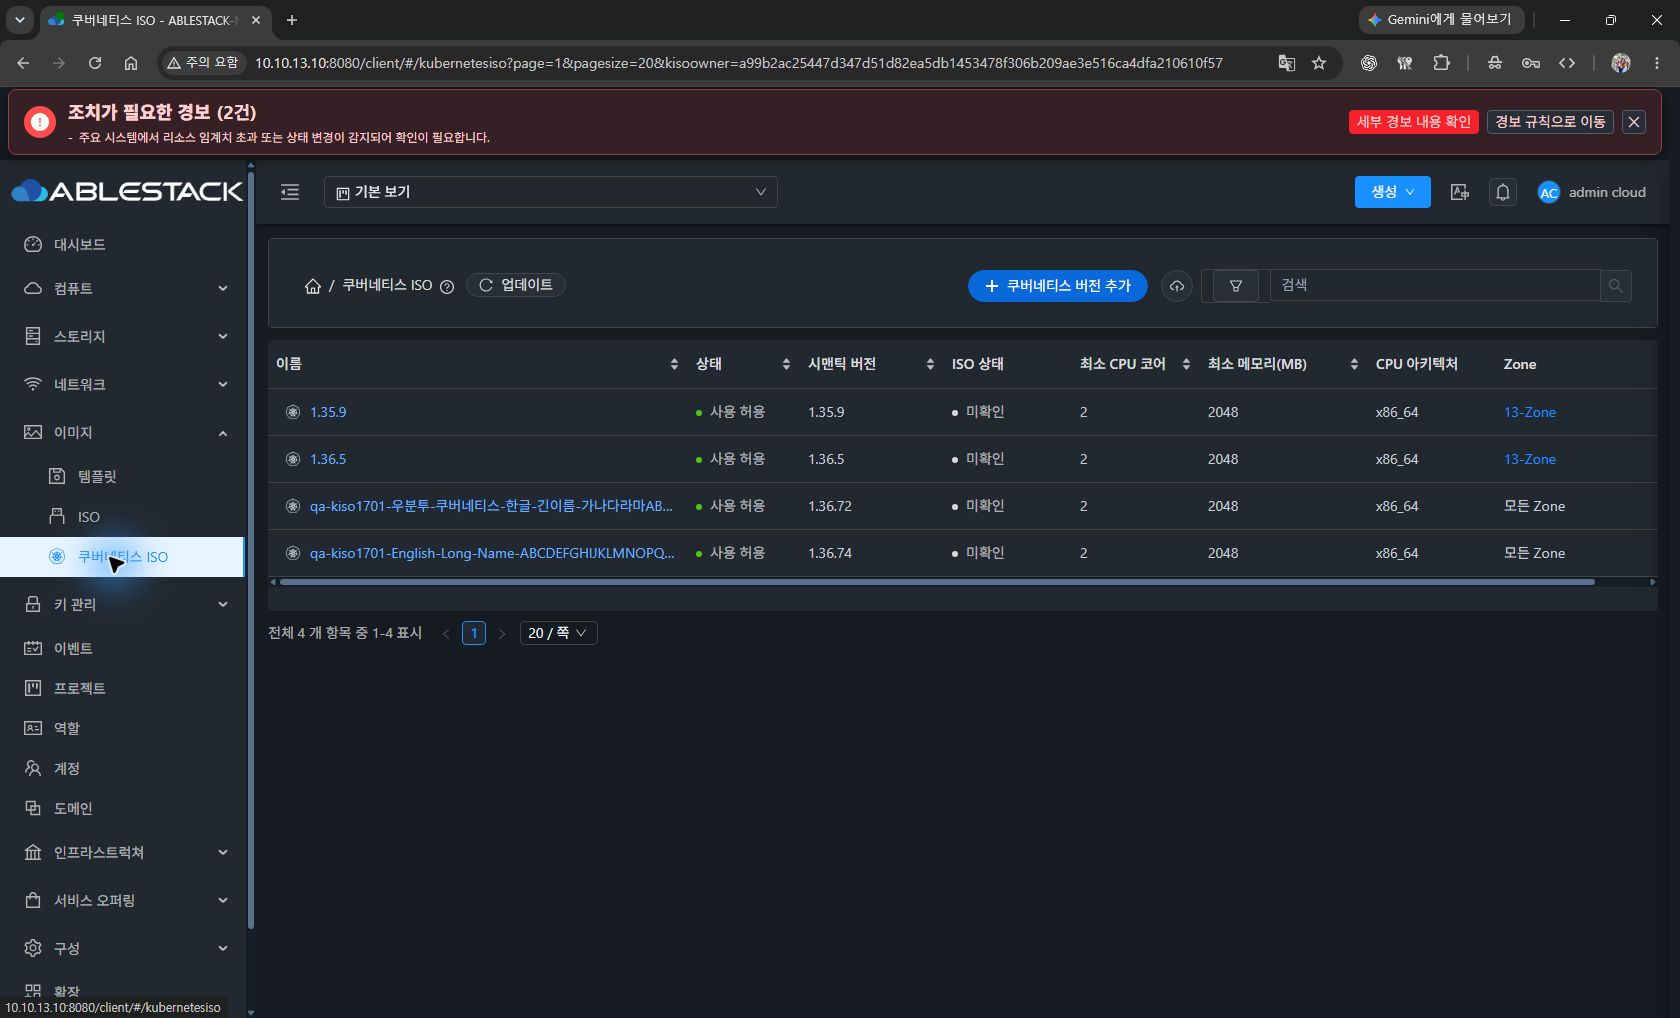 쿠버네티스 ISO - ABLESTACK-
Gemini에게 물어보기
주의 요함
10.10.13.10:8080/client/#/kubernetesiso?page=1&pagesize=20&kisoowner=a99b2ac25447d347d51d82ea5db1453478f306b209ae3e516ca4dfa210610f57
조치가 필요한 경보 (2건)
- 주요 시스템에서 리소스 임계치 초과 또는 상태 변경이 감지되어 확인이 필요합니다.
세부 경보 내용 확인
경보 규칙으로 이동
ABLESTACK
기본 보기
생성
AC admin cloud
대시보드
컴퓨트
스토리지
네트워크
이미지
템플릿
ISO
쿠버네티스 ISO
키 관리
이벤트
프로젝트
역할
계정
도메인
인프라스트럭쳐
서비스 오퍼링
구성
확장
10.10.13.10:8080/client/#/kubernetesiso
/ 쿠버네티스 ISO 업데이트
쿠버네티스 버전 추가
검색
이름 상태 시맨틱 버전 ISO 상태 최소 CPU 코어 최소 메모리(MB) CPU 아키텍처 Zone
1.35.9 사용 허용 1.35.9 미확인 2 2048 x86_64 13-Zone
1.36.5 사용 허용 1.36.5 미확인 2 2048 x86_64 13-Zone
qa-kiso1701-우분투-쿠버네티스-한글-긴이름-가나다라마AB... 사용 허용 1.36.72 미확인 2 2048 x86_64 모든 Zone
qa-kiso1701-English-Long-Name-ABCDEFGHIJKLMNOPQ... 사용 허용 1.36.74 미확인 2 2048 x86_64 모든 Zone
전체 4 개 항목 중 1-4 표시
1
20 / 쪽